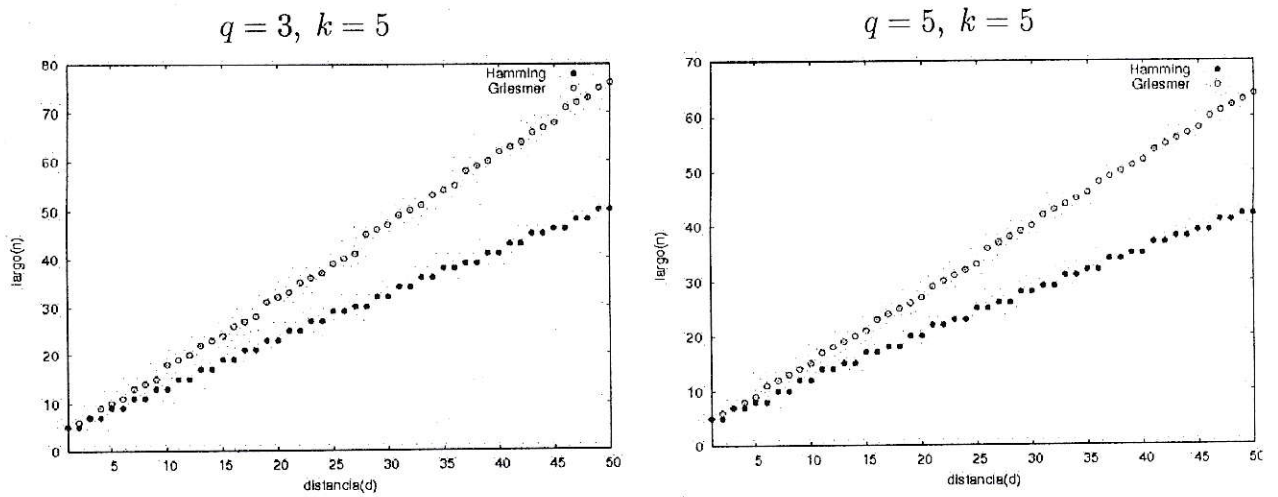 q = 3, k = 5
80
70
60
50
40
30
20
10
0
5 10 15 20 25 30 35 40 45 50
largo(n)
distancia(d)
Hamming
Griesmer
q = 5, k = 5
70
60
50
40
30
20
10
0
5 10 15 20 25 30 35 40 45 50
largo(n)
distancia(d)
Hamming
Griesmer